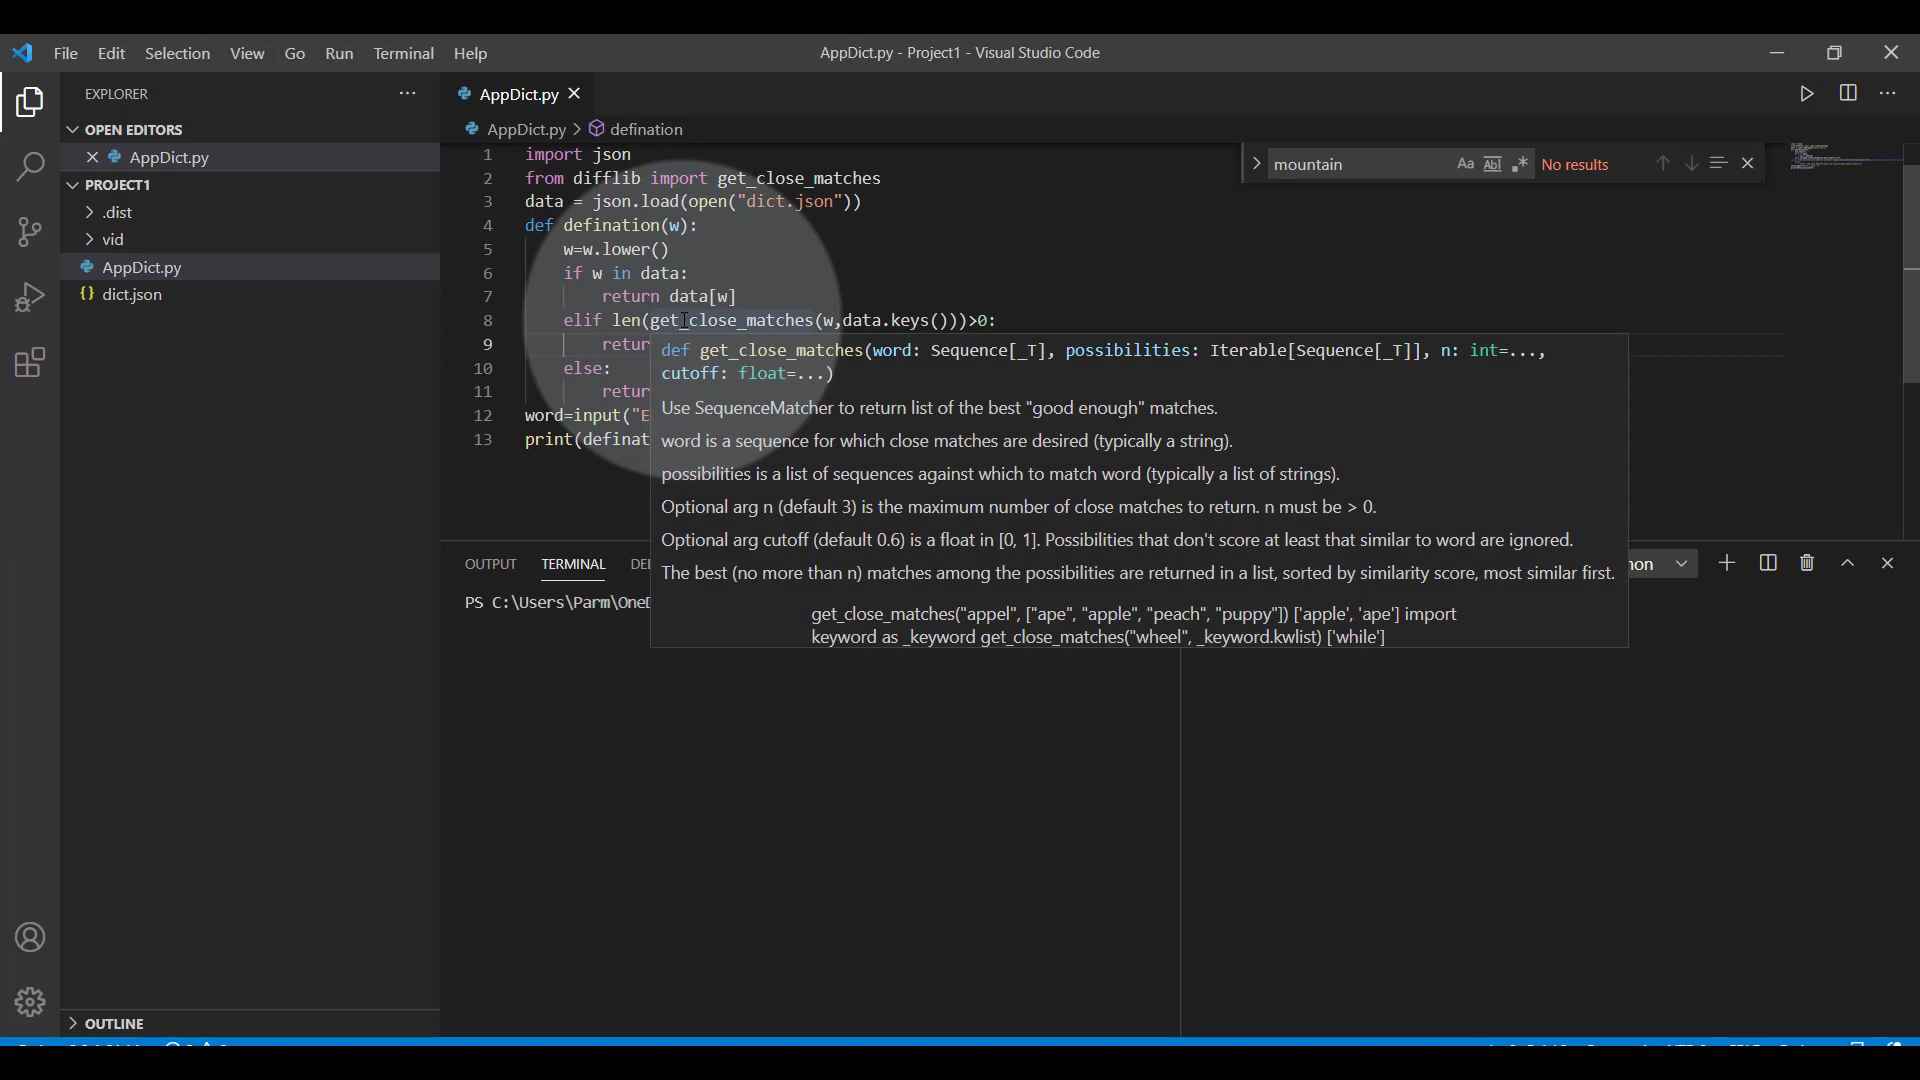 File Edit Selection View Go Run Terminal Help
AppDict.py - Project1 - Visual Studio Code
EXPLORER
OPEN EDITORS
AppDict.py
PROJECT1
.dist
vid
AppDict.py
dict.json
OUTLINE
AppDict.py
AppDict.py > defination
mountain Aa Abl No results
1 import json
2 from difflib import get_close_matches
3 data = json.load(open("dict.json"))
4 def defination(w):
5 w=w.lower()
6 if w in data:
7 return data[w]
8 elif len(get_close_matches(w,data.keys()))>0:
9 retur
10 else:
11 retur
12 word=input("E
13 print(definat
def get_close_matches(word: Sequence[_T], possibilities: Iterable[Sequence[_T]], n: int=...,
cutoff: float=...)
Use SequenceMatcher to return list of the best "good enough" matches.
word is a sequence for which close matches are desired (typically a string).
possibilities is a list of sequences against which to match word (typically a list of strings).
Optional arg n (default 3) is the maximum number of close matches to return. n must be > 0.
Optional arg cutoff (default 0.6) is a float in [0, 1]. Possibilities that don't score at least that similar to word are ignored.
The best (no more than n) matches among the possibilities are returned in a list, sorted by similarity score, most similar first.
get_close_matches("appel", ["ape", "apple", "peach", "puppy"]) ['apple', 'ape'] import
keyword as _keyword get_close_matches("wheel", _keyword.kwlist) ['while']
OUTPUT TERMINAL DE
hon
PS C:\Users\Parm\OneD